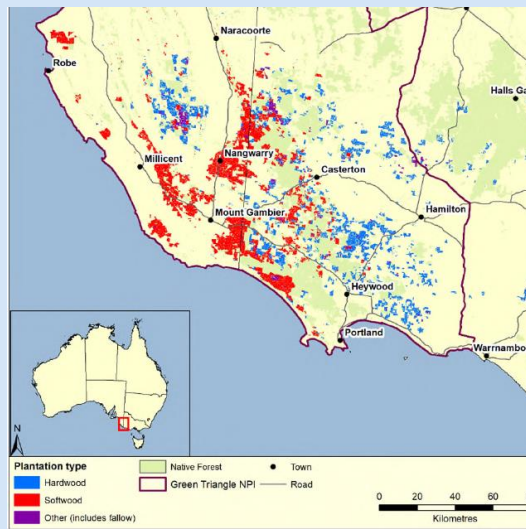 Naracoorte
Robe
Halls Ga
Millicent
Nangwarry
Casterton
Mount Gambier
Hamilton
Heywood
Portland
Warrnambo
N
Plantation type
Hardwood
Softwood
Other (includes fallow)
Native Forest
Green Triangle NPI
Town
Road
0 20 40 60 80
Kilometres